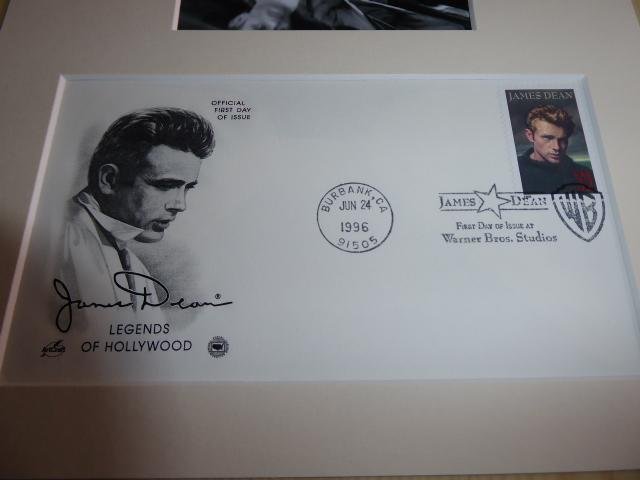 OFFICIAL
FIRST DAY
OF ISSUE
James Dean®
LEGENDS
OF HOLLYWOOD
BURBANK, CA
JUN 24
1996
91505
JAMES DEAN
JAMES DEAN
FIRST DAY OF ISSUE AT
Warner Bros. Studios
WB